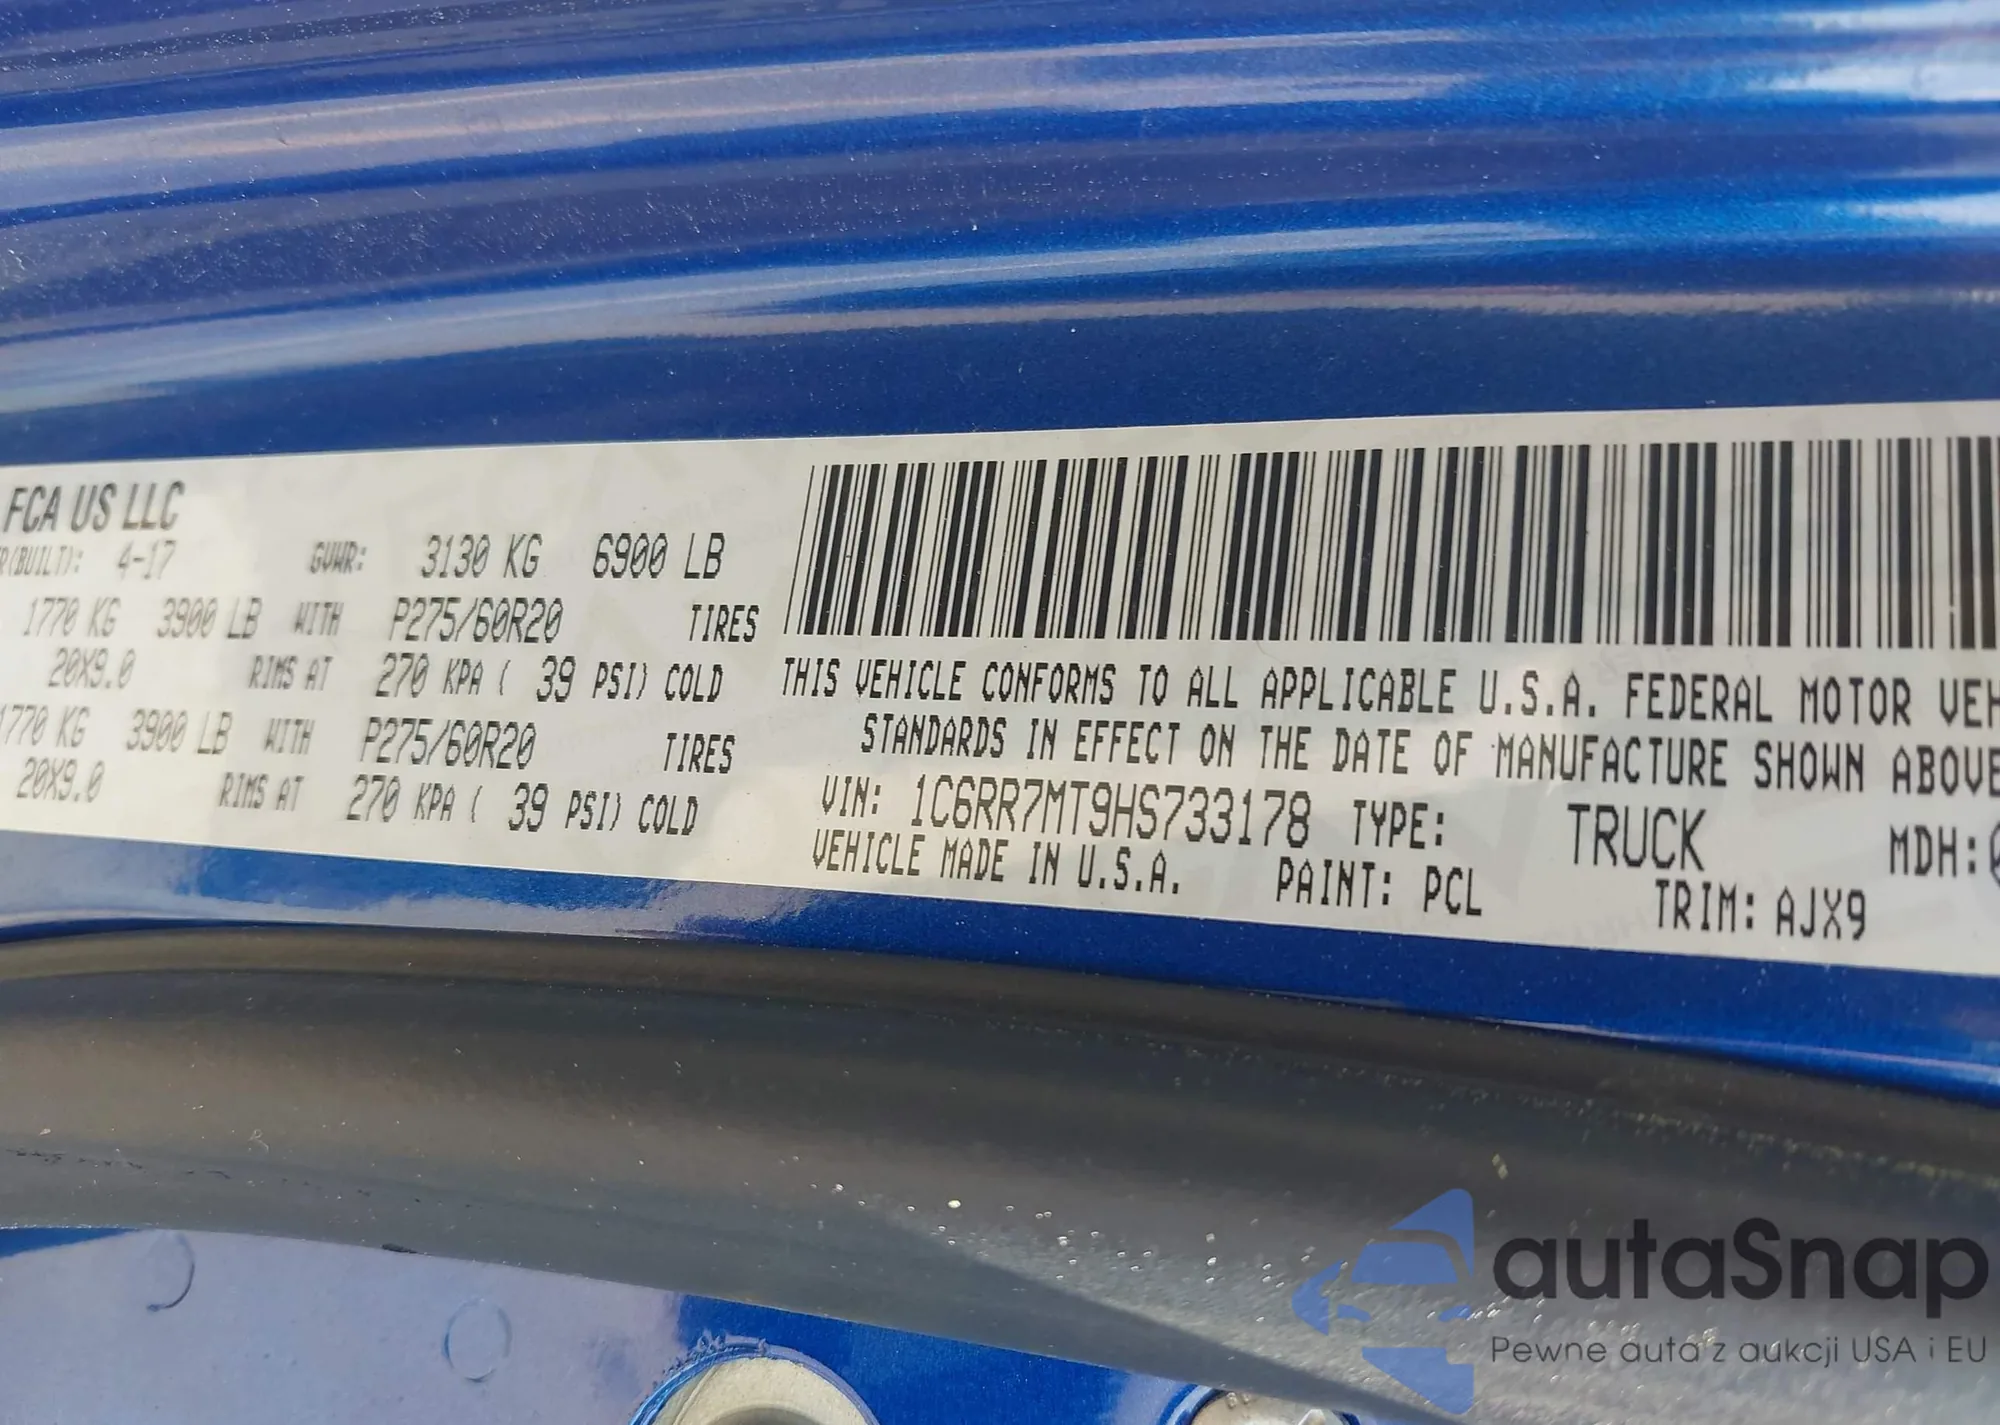 FCA US LLC
R(BUILT): 4-17 GVWR: 3130 KG 6900 LB
1770 KG 3900 LB WITH P275/60R20 TIRES
20X9.0 RIMS AT 270 KPA ( 39 PSI) COLD
1770 KG 3900 LB WITH P275/60R20 TIRES
20X9.0 RIMS AT 270 KPA ( 39 PSI) COLD
THIS VEHICLE CONFORMS TO ALL APPLICABLE U.S.A. FEDERAL MOTOR VEH
STANDARDS IN EFFECT ON THE DATE OF MANUFACTURE SHOWN ABOVE
VIN: 1C6RR7MT9HS733178 TYPE: TRUCK MDH:
VEHICLE MADE IN U.S.A. PAINT: PCL TRIM: AJX9
autaSnap
Pewne auta z aukcji USA i EU